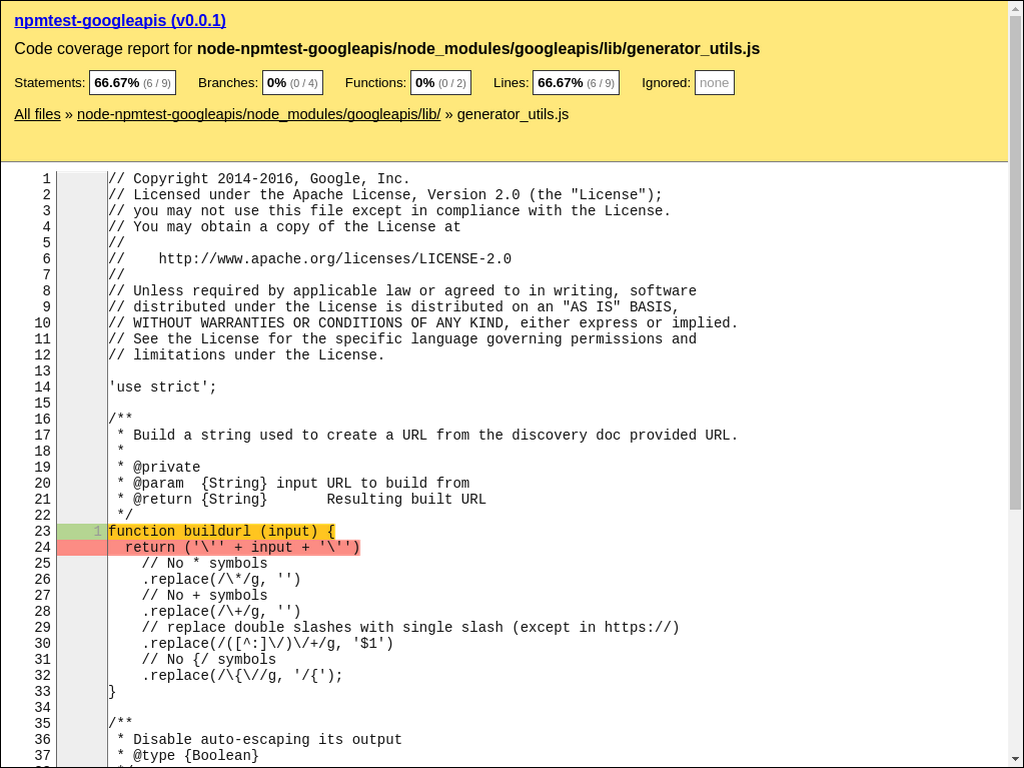 npmtest-googleapis (v0.0.1)
Code coverage report for node-npmtest-googleapis/node_modules/googleapis/lib/generator_utils.js
Statements: 66.67% (6 / 9) Branches: 0% (0 / 4) Functions: 0% (0 / 2) Lines: 66.67% (6 / 9) Ignored: none
All files » node-npmtest-googleapis/node_modules/googleapis/lib/ » generator_utils.js
1 // Copyright 2014-2016, Google, Inc.
2 // Licensed under the Apache License, Version 2.0 (the "License");
3 // you may not use this file except in compliance with the License.
4 // You may obtain a copy of the License at
5 //
6 //    http://www.apache.org/licenses/LICENSE-2.0
7 //
8 // Unless required by applicable law or agreed to in writing, software
9 // distributed under the License is distributed on an "AS IS" BASIS,
10 // WITHOUT WARRANTIES OR CONDITIONS OF ANY KIND, either express or implied.
11 // See the License for the specific language governing permissions and
12 // limitations under the License.
13
14 'use strict';
15
16 /**
17  * Build a string used to create a URL from the discovery doc provided URL.
18  *
19  * @private
20  * @param  {String} input URL to build from
21  * @return {String}       Resulting built URL
22  */
23 1 function buildurl (input) {
24   return ('\'' + input + '\'')
25     // No * symbols
26     .replace(/\*/g, '')
27     // No + symbols
28     .replace(/\+/g, '')
29     // replace double slashes with single slash (except in https://)
30     .replace(/([^:]\/)\/+/g, '$1')
31     // No {/ symbols
32     .replace(/\{\//g, '/{');
33 }
34
35 /**
36  * Disable auto-escaping its output
37  * @type {Boolean}